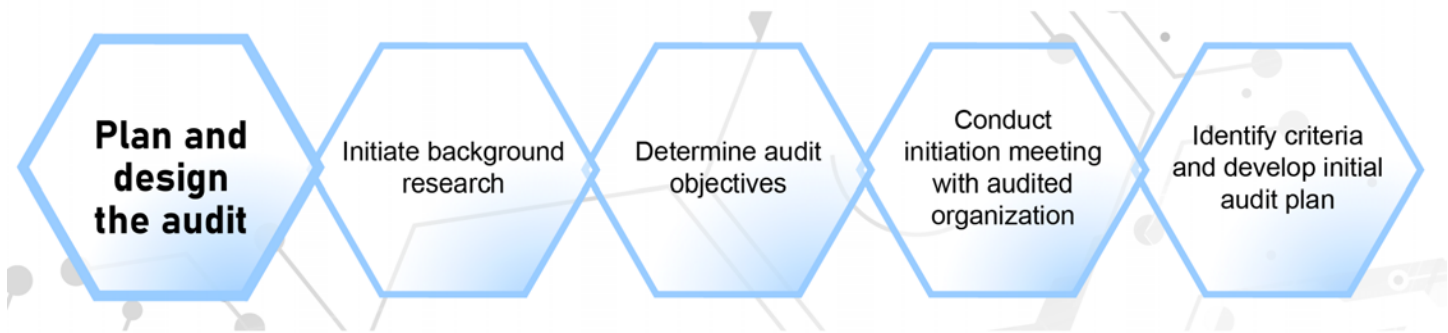 Plan and
design
the audit
Initiate background
research
Determine audit
objectives
Conduct
initiation meeting
with audited
organization
Identify criteria
and develop initial
audit plan